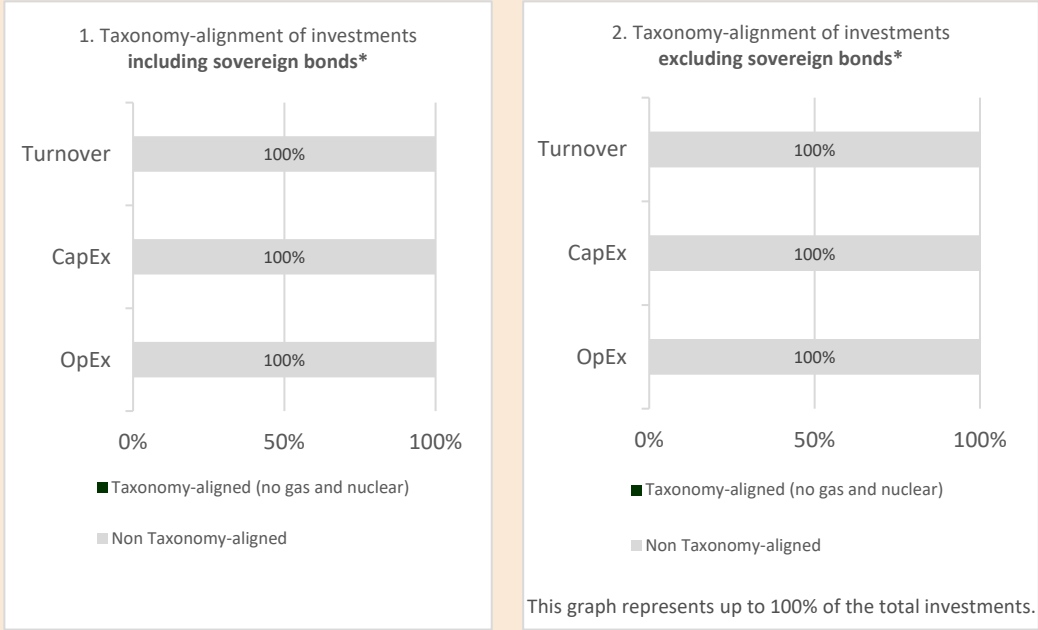 1. Taxonomy-alignment of investments
including sovereign bonds*
Turnover
100%
CapEx
100%
OpEx
100%
0%
50%
100%
Taxonomy-aligned (no gas and nuclear)
Non Taxonomy-aligned
2. Taxonomy-alignment of investments
excluding sovereign bonds*
Turnover
100%
CapEx
100%
OpEx
100%
0%
50%
100%
Taxonomy-aligned (no gas and nuclear)
Non Taxonomy-aligned
This graph represents up to 100% of the total investments.